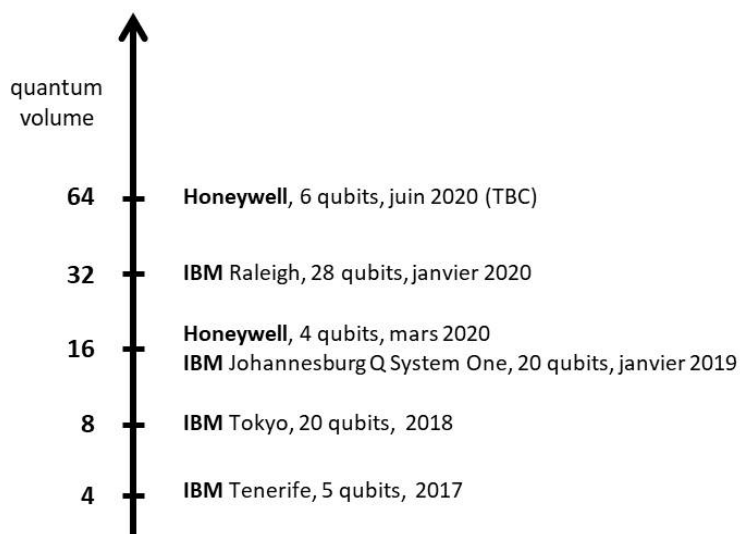 quantum
volume
64 Honeywell, 6 qubits, juin 2020 (TBC)
32 IBM Raleigh, 28 qubits, janvier 2020
Honeywell, 4 qubits, mars 2020
16 IBM Johannesburg Q System One, 20 qubits, janvier 2019
8 IBM Tokyo, 20 qubits, 2018
4 IBM Tenerife, 5 qubits, 2017